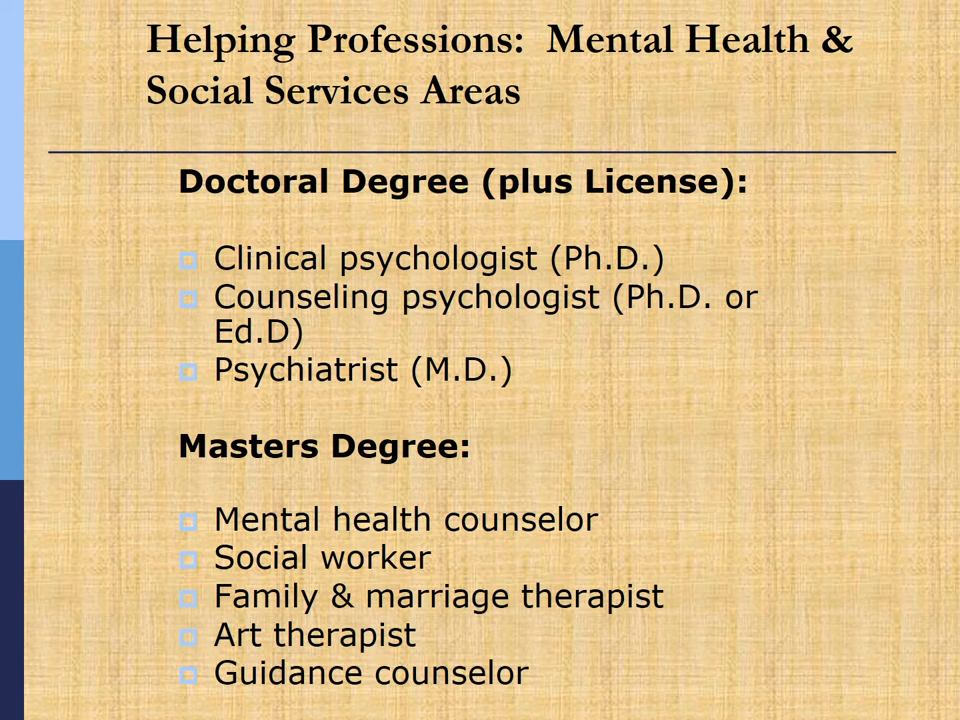 Helping Professions: Mental Health &
Social Services Areas
Doctoral Degree (plus License):
Clinical psychologist (Ph.D.)
Counseling psychologist (Ph.D. or
Ed.D)
Psychiatrist (M.D.)
Masters Degree:
Mental health counselor
Social worker
Family & marriage therapist
Art therapist
Guidance counselor